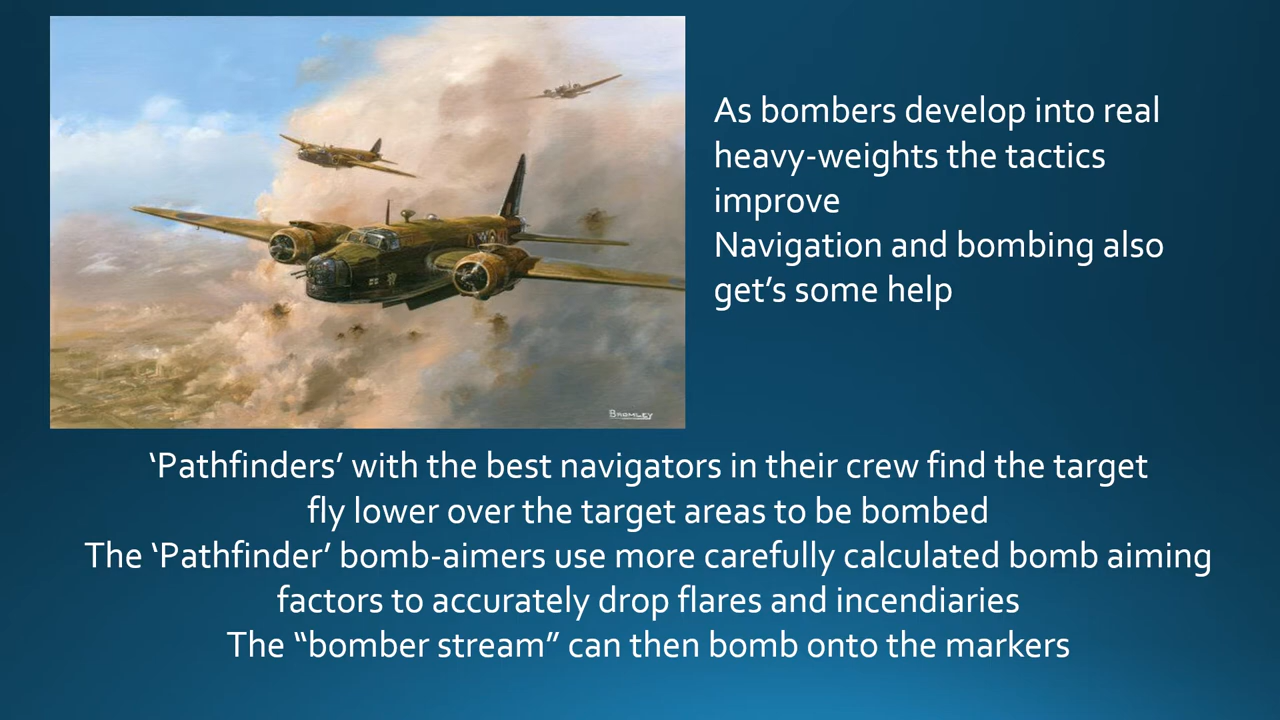 As bombers develop into real
heavy-weights the tactics
improve
Navigation and bombing also
get’s some help
BROMLEY
‘Pathfinders’ with the best navigators in their crew find the target
fly lower over the target areas to be bombed
The ‘Pathfinder’ bomb-aimers use more carefully calculated bomb aiming
factors to accurately drop flares and incendiaries
The “bomber stream” can then bomb onto the markers